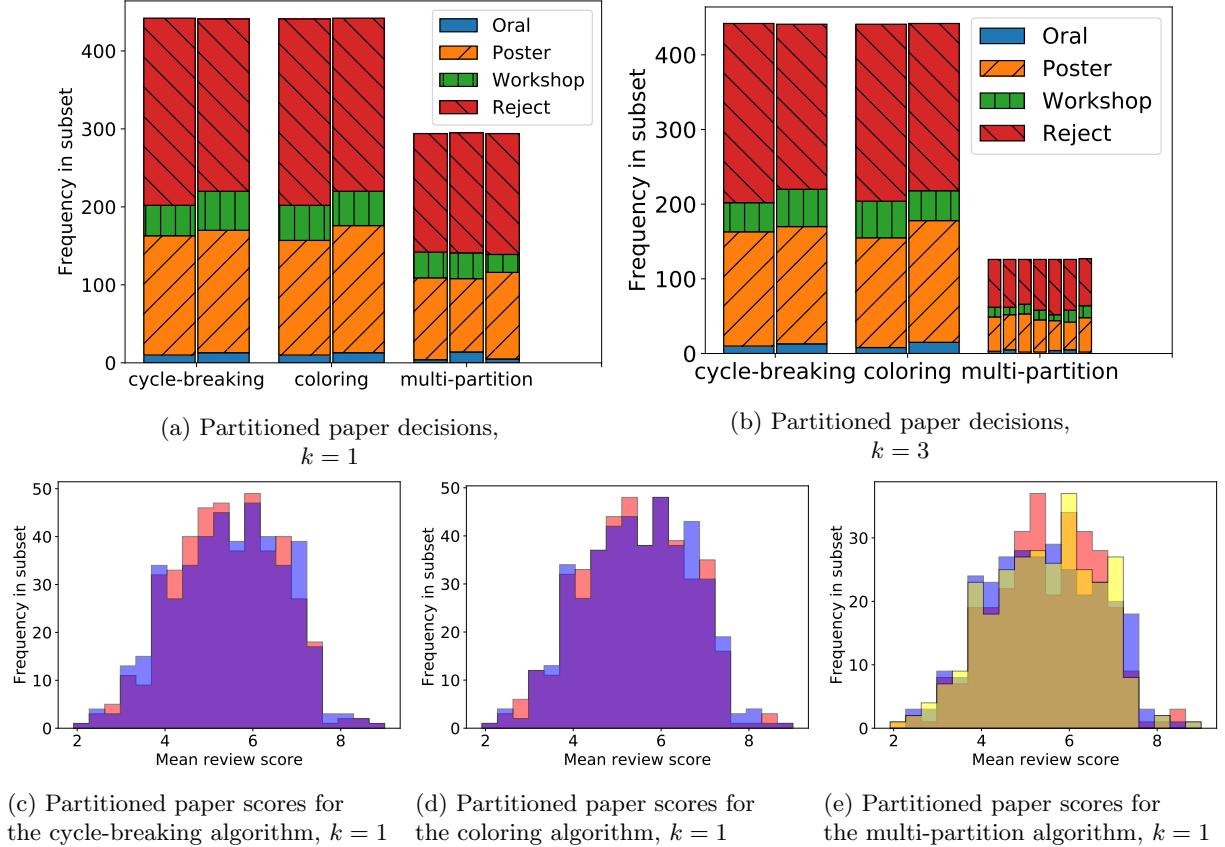 Frequency in subset
400
300
200
100
0
Oral
Poster
Workshop
Reject
cycle-breaking coloring multi-partition
(a) Partitioned paper decisions,
k = 1
Frequency in subset
400
300
200
100
0
Oral
Poster
Workshop
Reject
cycle-breaking coloring multi-partition
(b) Partitioned paper decisions,
k = 3
Frequency in subset
50
40
30
20
10
0
2 4 6 8
Mean review score
(c) Partitioned paper scores for
the cycle-breaking algorithm, k = 1
Frequency in subset
50
40
30
20
10
0
2 4 6 8
Mean review score
(d) Partitioned paper scores for
the coloring algorithm, k = 1
Frequency in subset
30
20
10
0
2 4 6 8
Mean review score
(e) Partitioned paper scores for
the multi-partition algorithm, k = 1